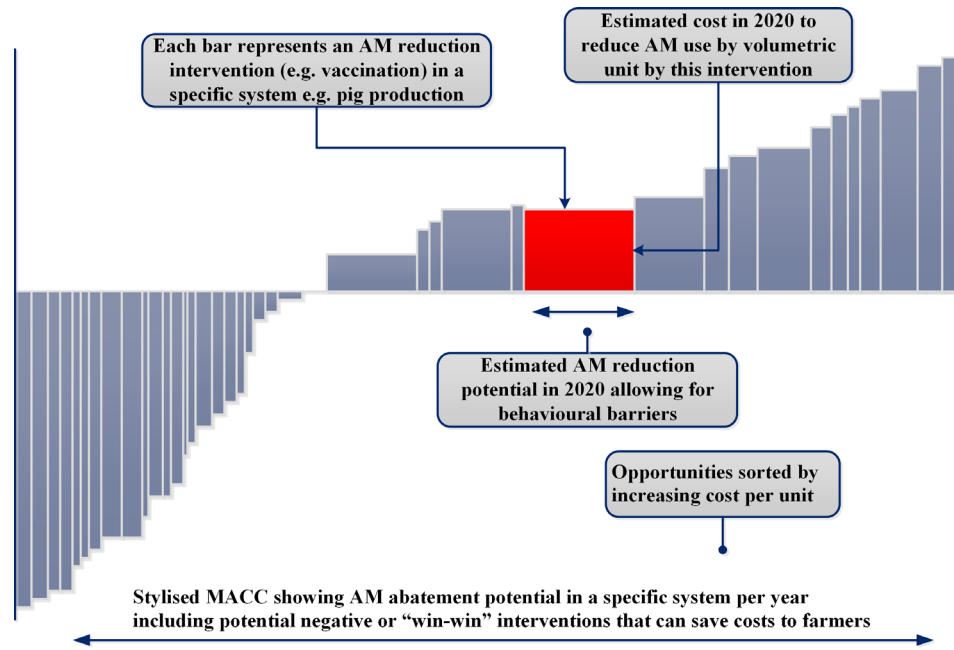 Each bar represents an AM reduction
intervention (e.g. vaccination) in a
specific system e.g. pig production
Estimated cost in 2020 to
reduce AM use by volumetric
unit by this intervention
Estimated AM reduction
potential in 2020 allowing for
behavioural barriers
Opportunities sorted by
increasing cost per unit
Stylised MACC showing AM abatement potential in a specific system per year
including potential negative or “win-win” interventions that can save costs to farmers